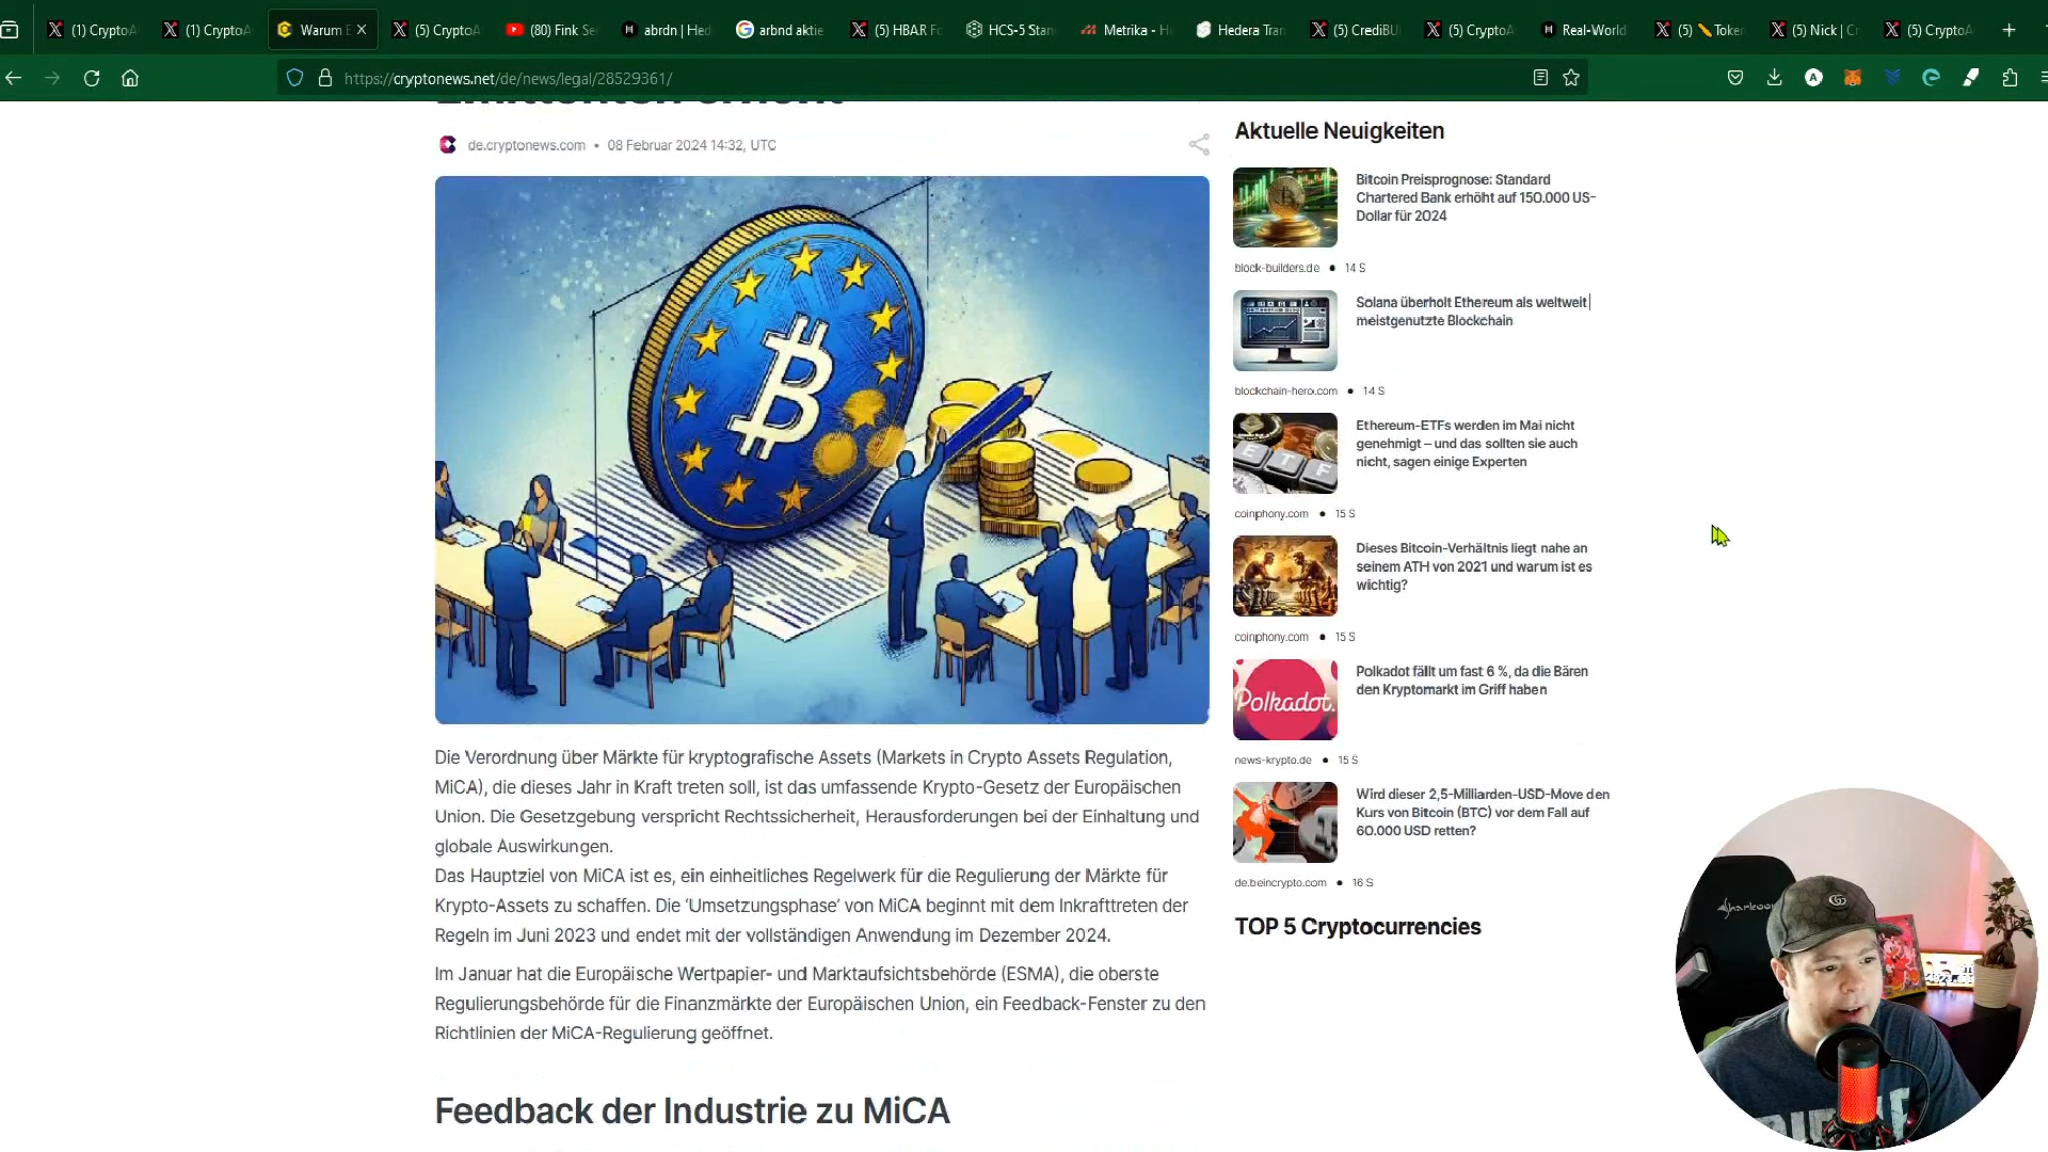 (1) CryptoA
(1) CryptoA
Warum E
(5) CryptoA
(80) Fink Se
abrdn | Hed
arbnd aktie
(5) HBAR Fo
HCS-5 Stan
Metrika - H
Hedera Tran
(5) CrediBU
(5) CryptoA
Real-World
(5) Token
(5) Nick | Cr
(5) CryptoA
https://cryptonews.net/de/news/legal/28529361/
de.cryptonews.com • 08 Februar 2024 14:32, UTC
Die Verordnung über Märkte für kryptografische Assets (Markets in Crypto Assets Regulation,
MiCA), die dieses Jahr in Kraft treten soll, ist das umfassende Krypto-Gesetz der Europäischen
Union. Die Gesetzgebung verspricht Rechtssicherheit, Herausforderungen bei der Einhaltung und
globale Auswirkungen.
Das Hauptziel von MiCA ist es, ein einheitliches Regelwerk für die Regulierung der Märkte für
Krypto-Assets zu schaffen. Die 'Umsetzungsphase' von MiCA beginnt mit dem Inkrafttreten der
Regeln im Juni 2023 und endet mit der vollständigen Anwendung im Dezember 2024.
Im Januar hat die Europäische Wertpapier- und Marktaufsichtsbehörde (ESMA), die oberste
Regulierungsbehörde für die Finanzmärkte der Europäischen Union, ein Feedback-Fenster zu den
Richtlinien der MiCA-Regulierung geöffnet.
Feedback der Industrie zu MiCA
Aktuelle Neuigkeiten
Bitcoin Preisprognose: Standard
Chartered Bank erhöht auf 150.000 US-
Dollar für 2024
block-builders.de • 14 S
Solana überholt Ethereum als weltweit
meistgenutzte Blockchain
blockchain-hero.com • 14 S
Ethereum-ETFs werden im Mai nicht
genehmigt – und das sollten sie auch
nicht, sagen einige Experten
ETF
coinphony.com • 15 S
Dieses Bitcoin-Verhältnis liegt nahe an
seinem ATH von 2021 und warum ist es
wichtig?
coinphony.com • 15 S
Polkadot fällt um fast 6 %, da die Bären
den Kryptomarkt im Griff haben
Polkadot.
news-krypto.de • 15 S
Wird dieser 2,5-Milliarden-USD-Move den
Kurs von Bitcoin (BTC) vor dem Fall auf
60.000 USD retten?
de.beincrypto.com • 16 S
TOP 5 Cryptocurrencies
Sharkoon